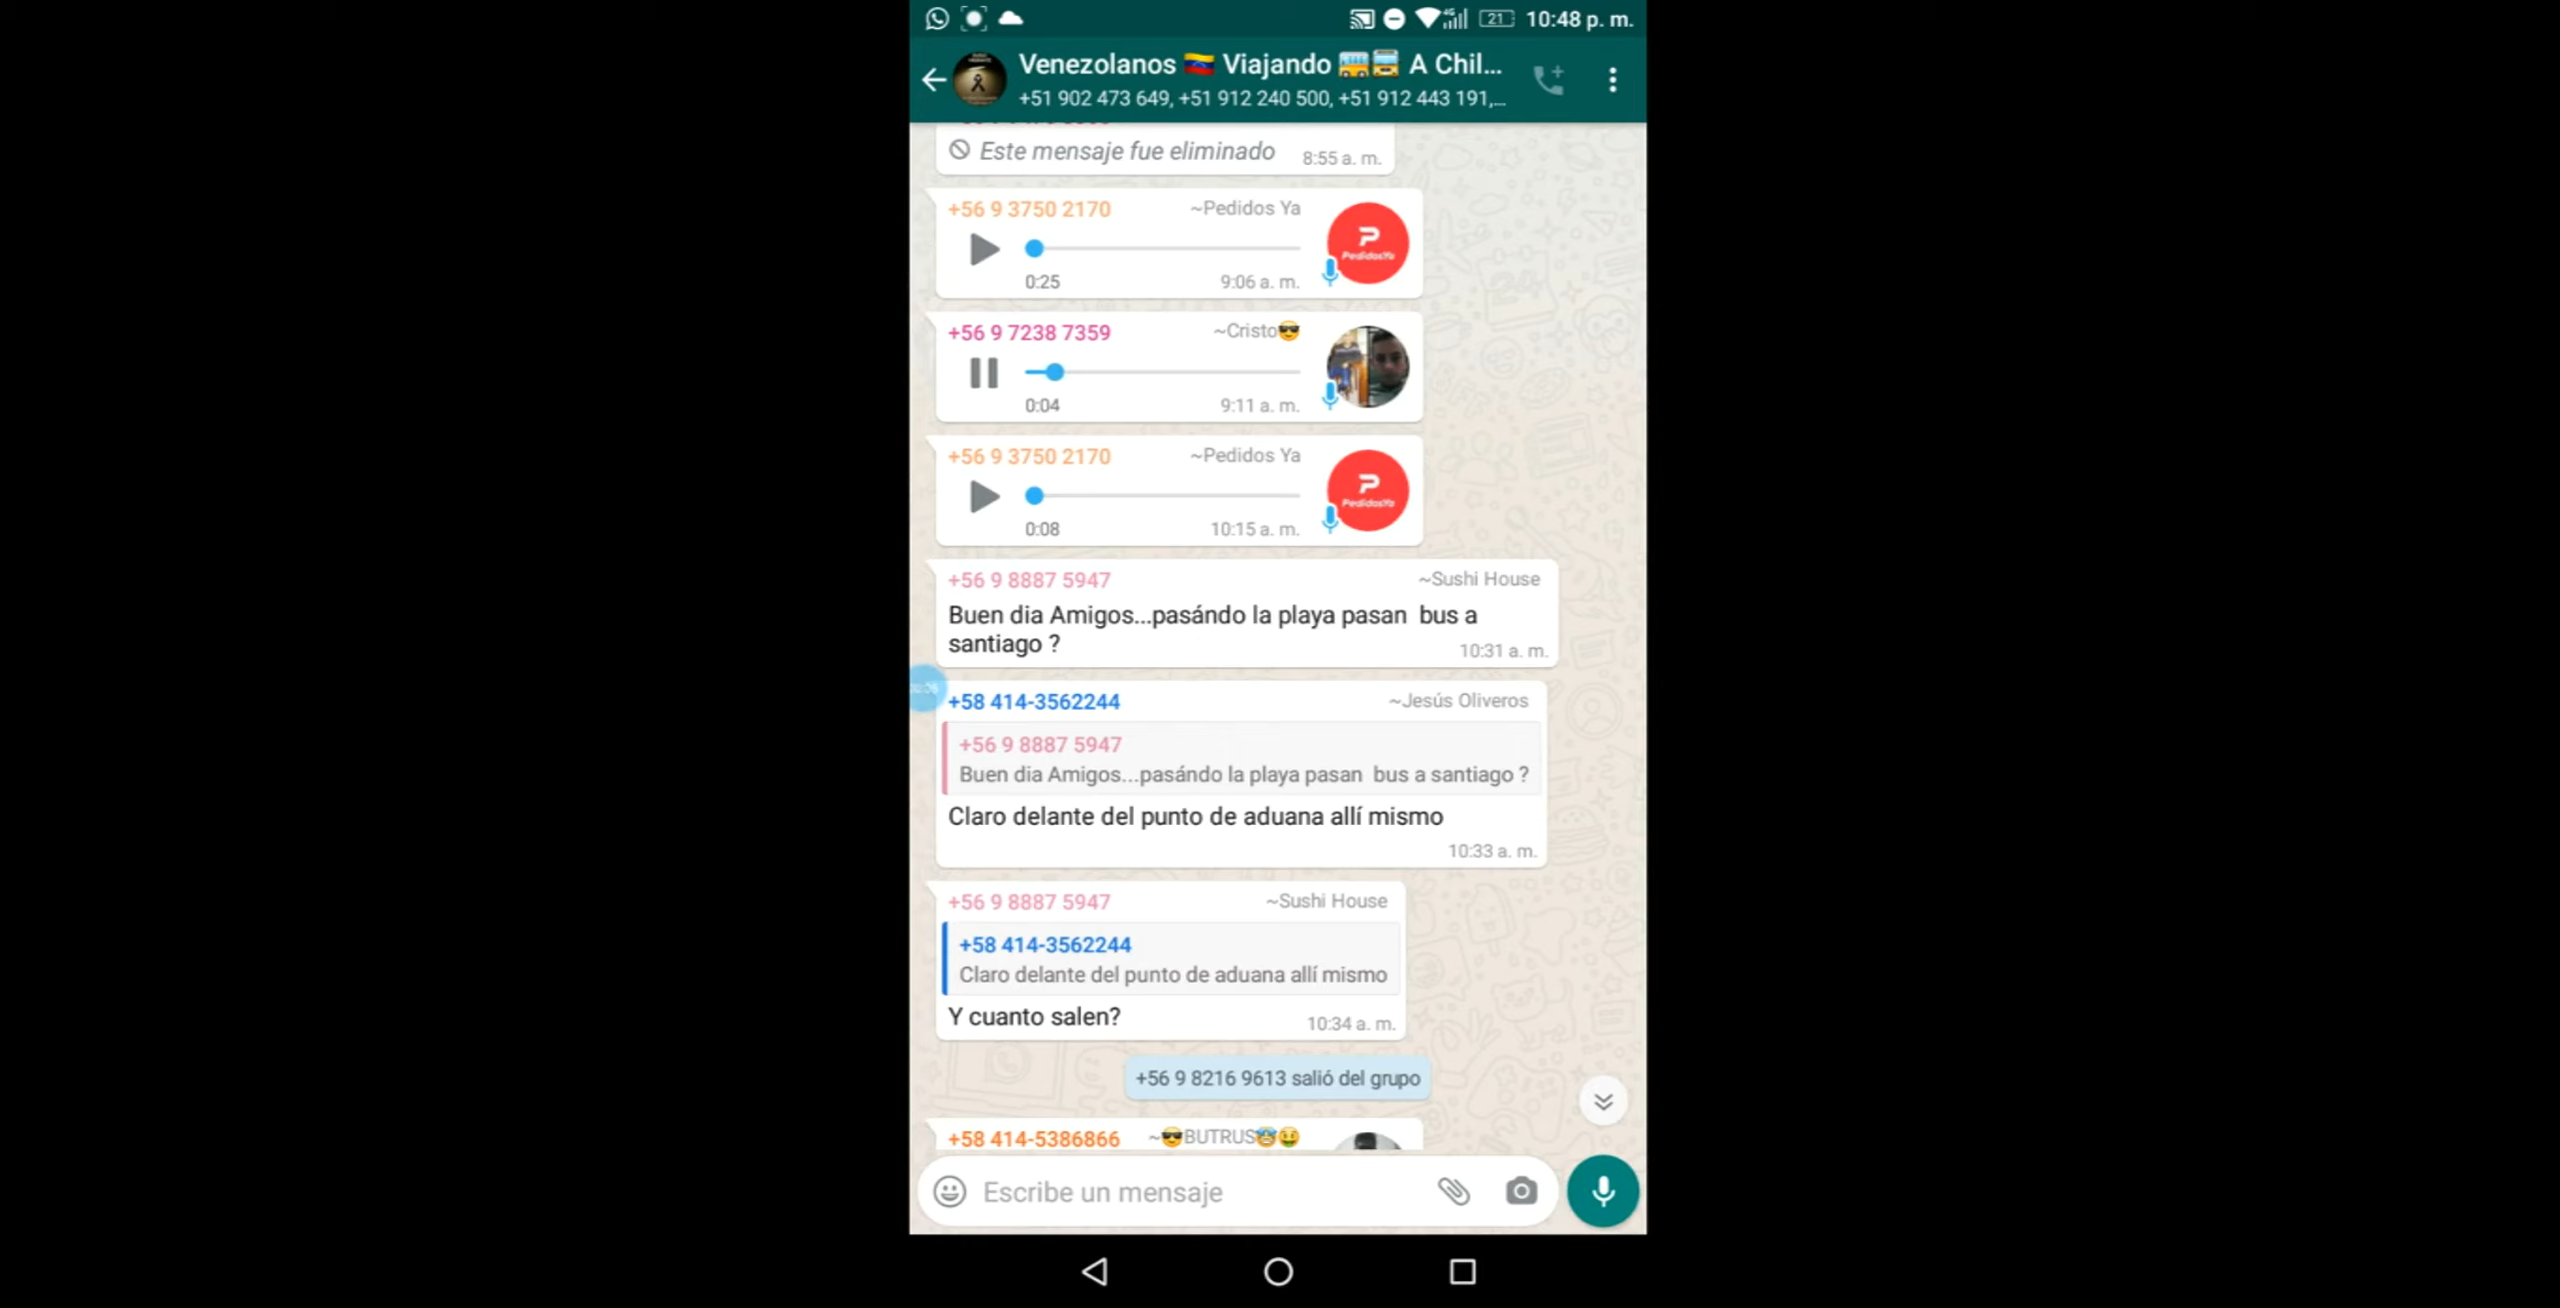 21 10:48 p. m.
Venezolanos 🇻🇪 Viajando 🚌🚍 A Chil...
+51 902 473 649, +51 912 240 500, +51 912 443 191,...
Este mensaje fue eliminado 8:55 a. m.
+56 9 3750 2170 ~Pedidos Ya
PedidosYa
0:25 9:06 a. m.
+56 9 7238 7359 ~Cristo😎
0:04 9:11 a. m.
+56 9 3750 2170 ~Pedidos Ya
PedidosYa
0:08 10:15 a. m.
+56 9 8887 5947 ~Sushi House
Buen dia Amigos...pasándo la playa pasan bus a
santiago ?
10:31 a. m.
+58 414-3562244 ~Jesús Oliveros
+56 9 8887 5947
Buen dia Amigos...pasándo la playa pasan bus a santiago ?
Claro delante del punto de aduana allí mismo
10:33 a. m.
+56 9 8887 5947 ~Sushi House
+58 414-3562244
Claro delante del punto de aduana allí mismo
Y cuanto salen? 10:34 a. m.
+56 9 8216 9613 salió del grupo
+58 414-5386866 ~😎BUTRUS🤠🤑
Escribe un mensaje